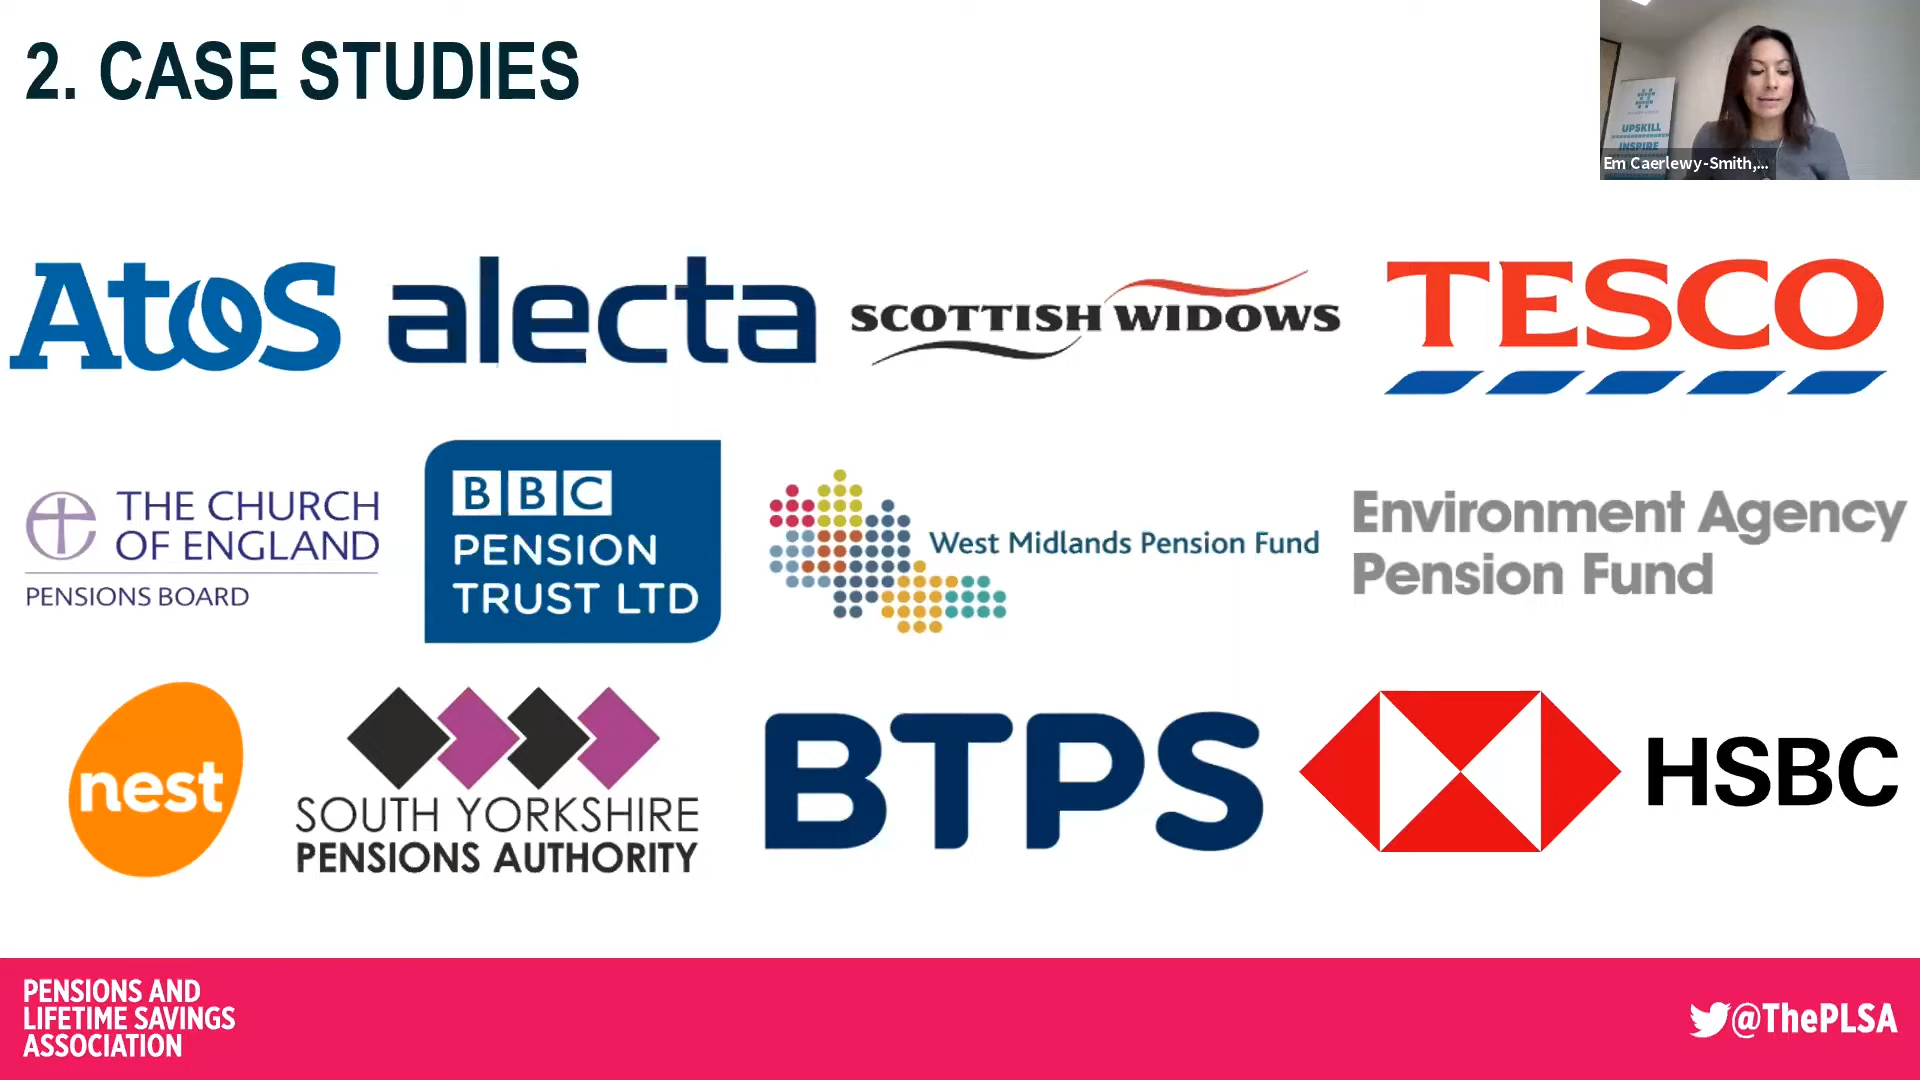 2. CASE STUDIES
UPSKILL
INSPIRE
Em Caerlewy-Smith,...
Atos
alecta
SCOTTISH WIDOWS
TESCO
THE CHURCH
OF ENGLAND
PENSIONS BOARD
BBC
PENSION
TRUST LTD
West Midlands Pension Fund
Environment Agency
Pension Fund
nest
SOUTH YORKSHIRE
PENSIONS AUTHORITY
BTPS
HSBC
PENSIONS AND
LIFETIME SAVINGS
ASSOCIATION
@ThePLSA